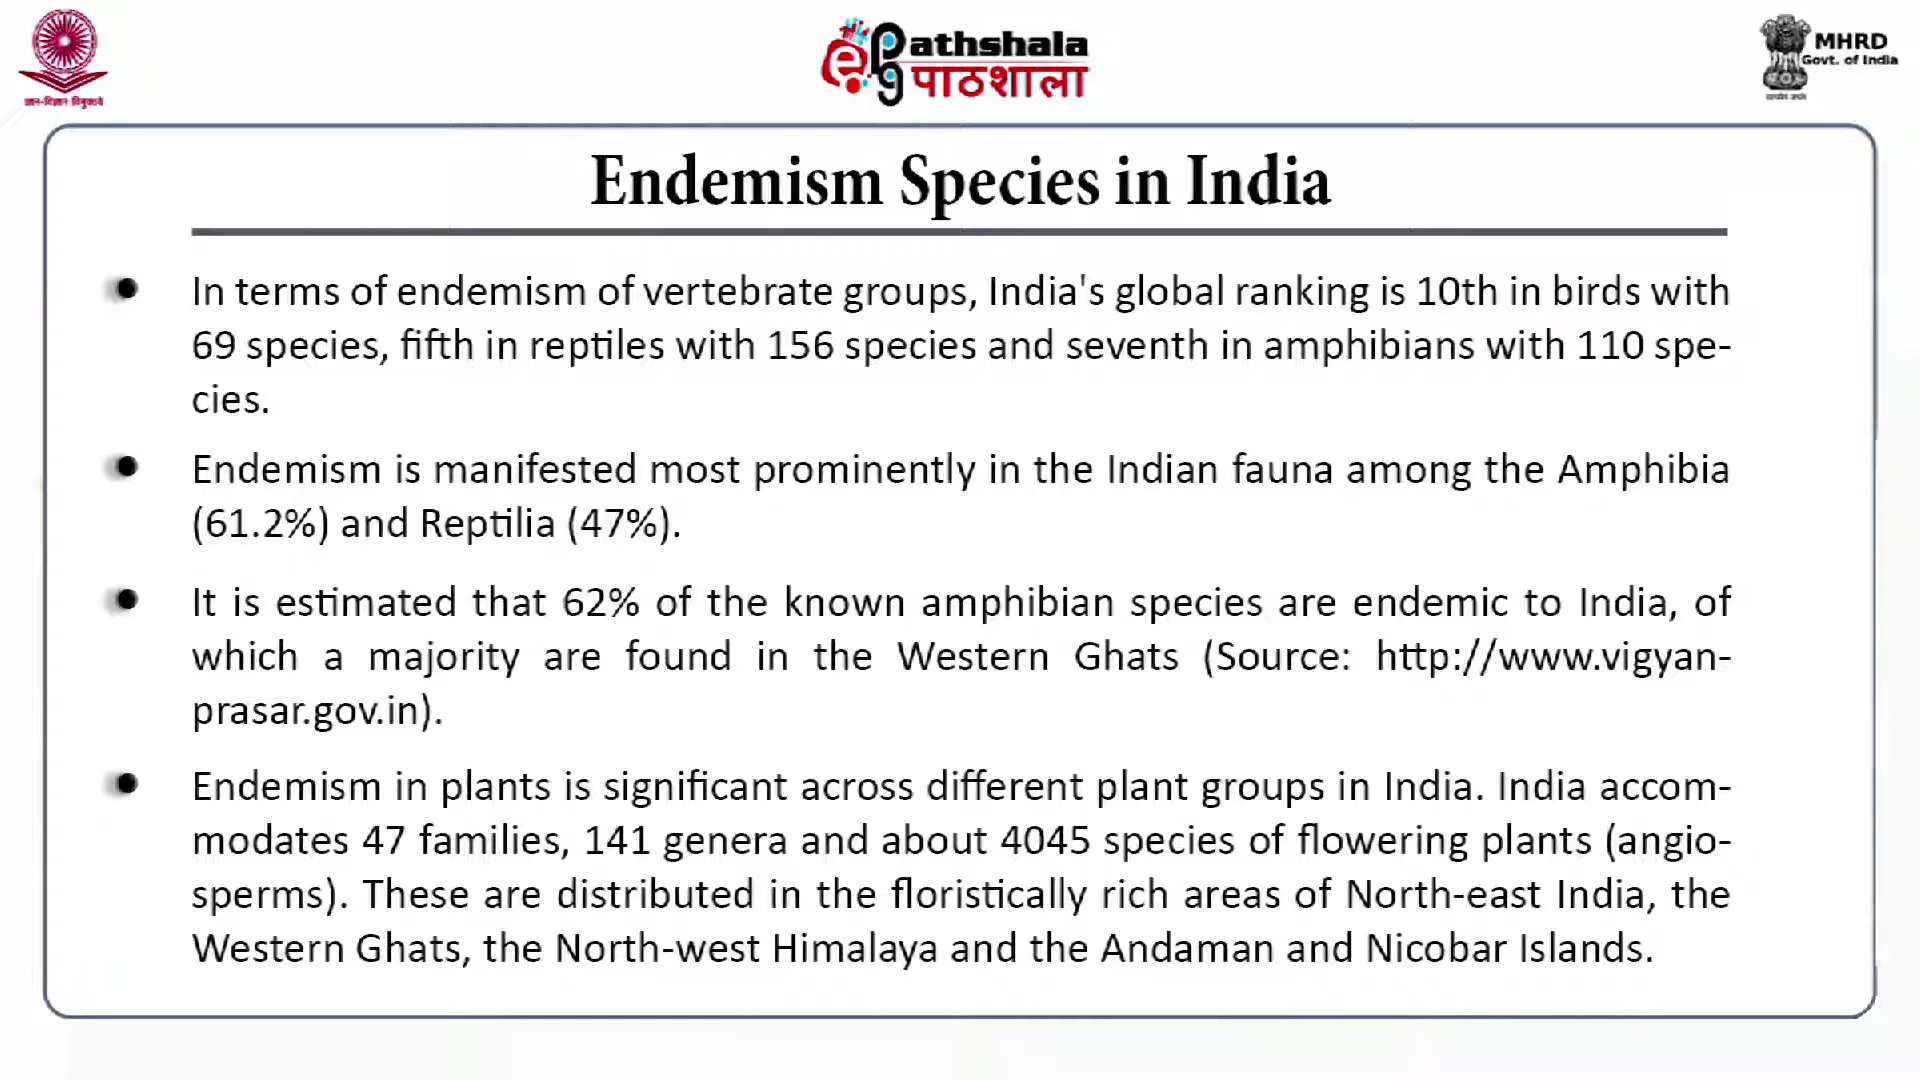 ज्ञान-विज्ञान विमुक्तये
Pathshala
पाठशाला
MHRD
Govt. of India
सत्यमेव जयते
Endemism Species in India
• In terms of endemism of vertebrate groups, India's global ranking is 10th in birds with
69 species, fifth in reptiles with 156 species and seventh in amphibians with 110 spe-
cies.
• Endemism is manifested most prominently in the Indian fauna among the Amphibia
(61.2%) and Reptilia (47%).
• It is estimated that 62% of the known amphibian species are endemic to India, of
which a majority are found in the Western Ghats (Source: http://www.vigyan-
prasar.gov.in).
• Endemism in plants is significant across different plant groups in India. India accom-
modates 47 families, 141 genera and about 4045 species of flowering plants (angio-
sperms). These are distributed in the floristically rich areas of North-east India, the
Western Ghats, the North-west Himalaya and the Andaman and Nicobar Islands.